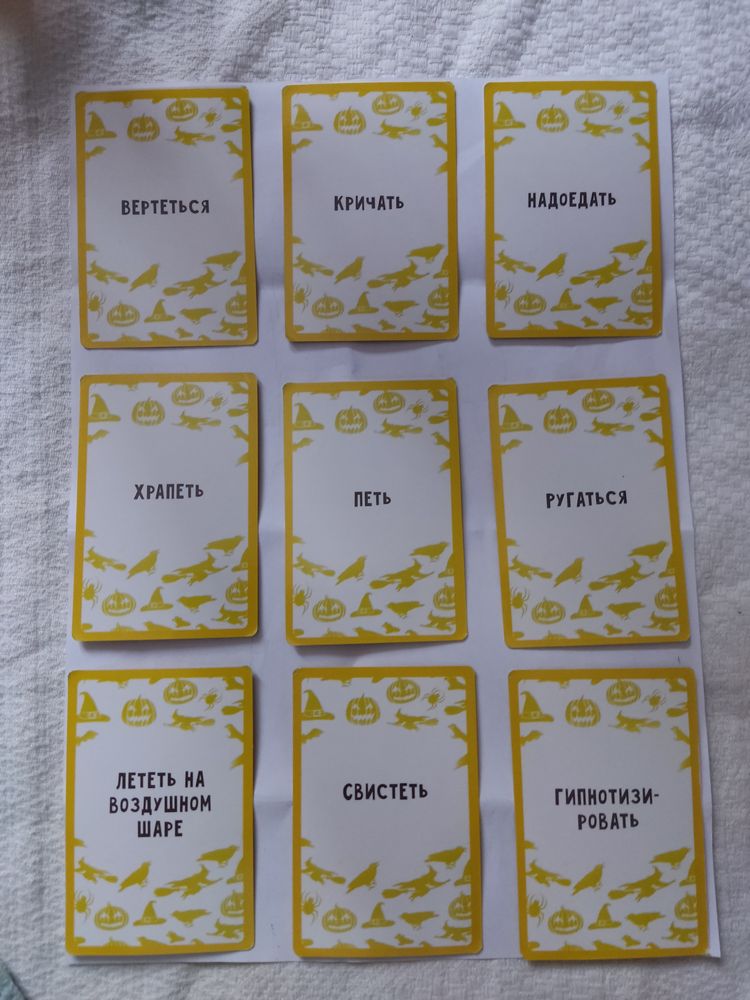 ВЕРТЕТЬСЯ
КРИЧАТЬ
НАДОЕДАТЬ
ХРАПЕТЬ
ПЕТЬ
РУГАТЬСЯ
ЛЕТЕТЬ НА
ВОЗДУШНОМ
ШАРЕ
СВИСТЕТЬ
ГИПНОТИЗИ-
РОВАТЬ